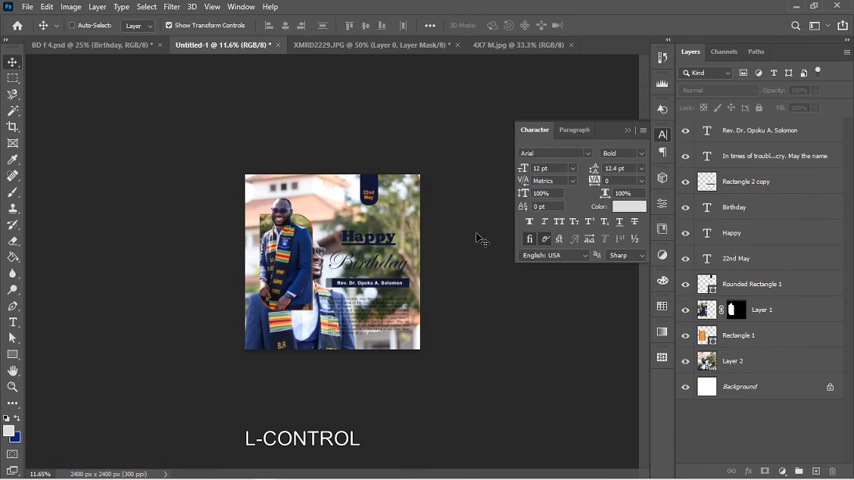 File Edit Image Layer Type Select Filter 3D View Window Help
Auto-Select: Layer Show Transform Controls 3D Mode:
BD f 4.psd @ 25% (Birthday, RGB/8) * × Untitled-1 @ 11.6% (RGB/8) * × XMRD2229.JPG @ 50% (Layer 0, Layer Mask/8) * × 4X7 M.jpg @ 33.3% (RGB/8) ×
Layers Channels Paths
Kind
Normal Opacity: 100%
Lock: Fill: 100%
Character Paragraph
Arial Bold
12 pt 12.4 pt
Metrics 0
100% 100%
0 pt Color:
English: USA Sharp
Rev. Dr. Opoku A. Solomon
In times of troubl...cry. May the name
Rectangle 2 copy
Birthday
Happy
22nd May
Rounded Rectangle 1
Layer 1
Rectangle 1
Layer 2
Background
22nd
May
Happy
Birthday
Rev. Dr. Opoku A. Solomon
L-CONTROL
11.65% 2400 px x 2400 px (300 ppi)